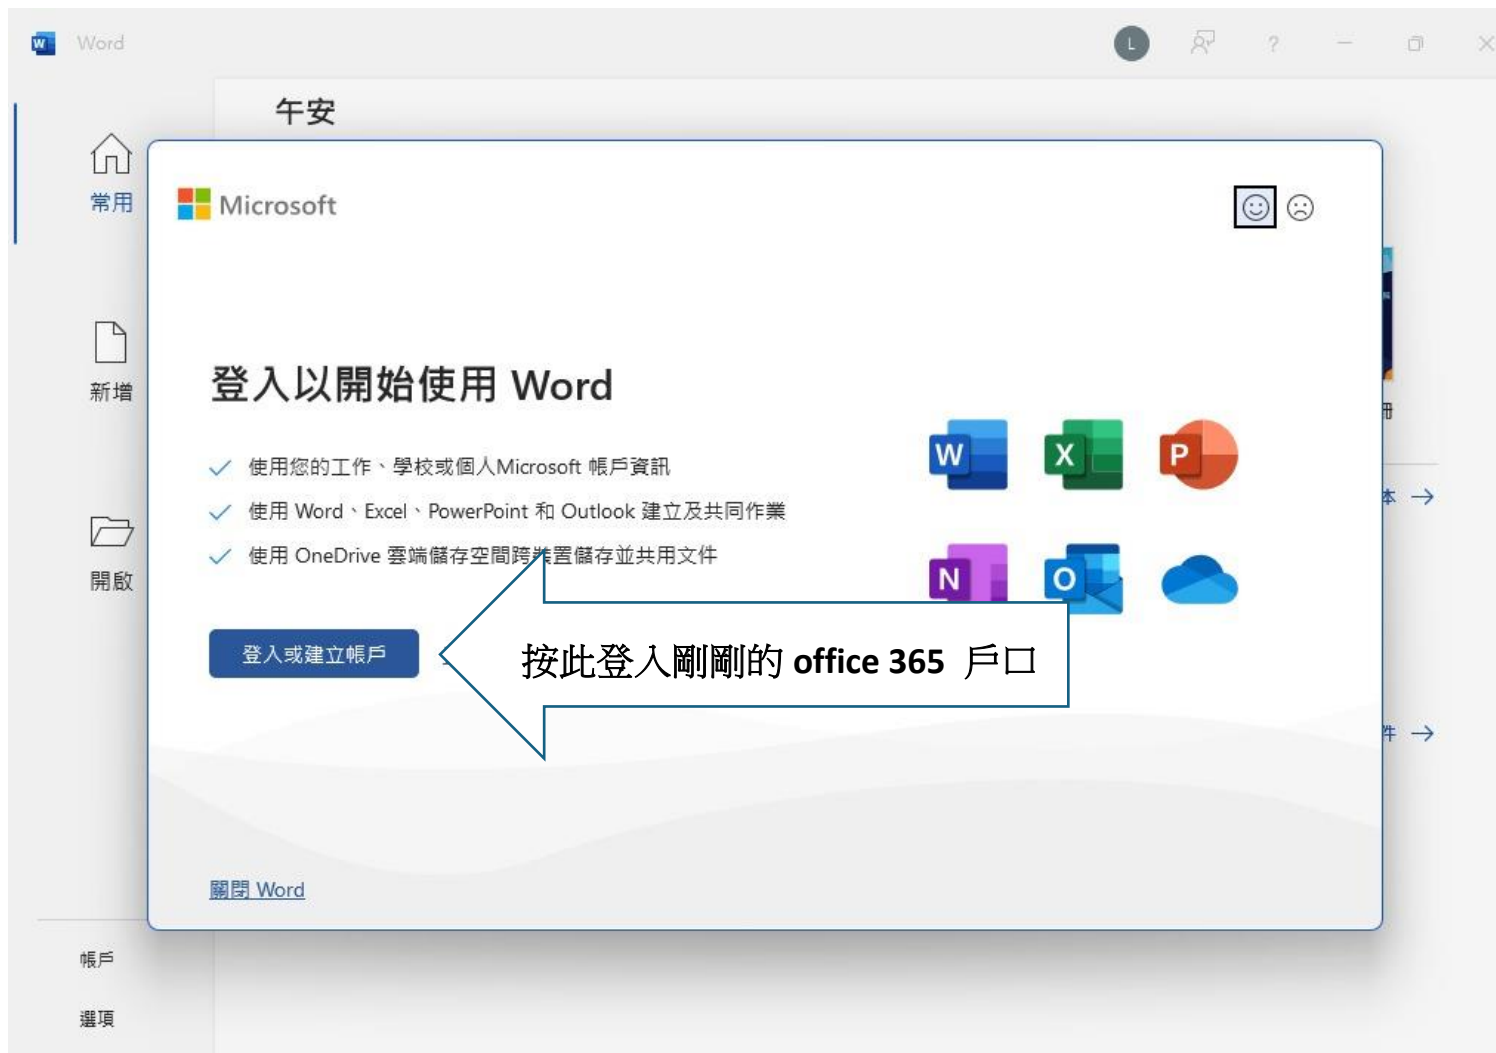 Word
L
?
午安
常用
Microsoft
新增
登入以開始使用 Word
W X P
使用您的工作、學校或個人Microsoft 帳戶資訊
使用 Word、Excel、PowerPoint 和 Outlook 建立及共同作業
本 →
使用 OneDrive 雲端儲存空間跨裝置儲存並共用文件
N O
開啟
登入或建立帳戶
按此登入剛剛的 office 365 戶口
件 →
關閉 Word
帳戶
選項